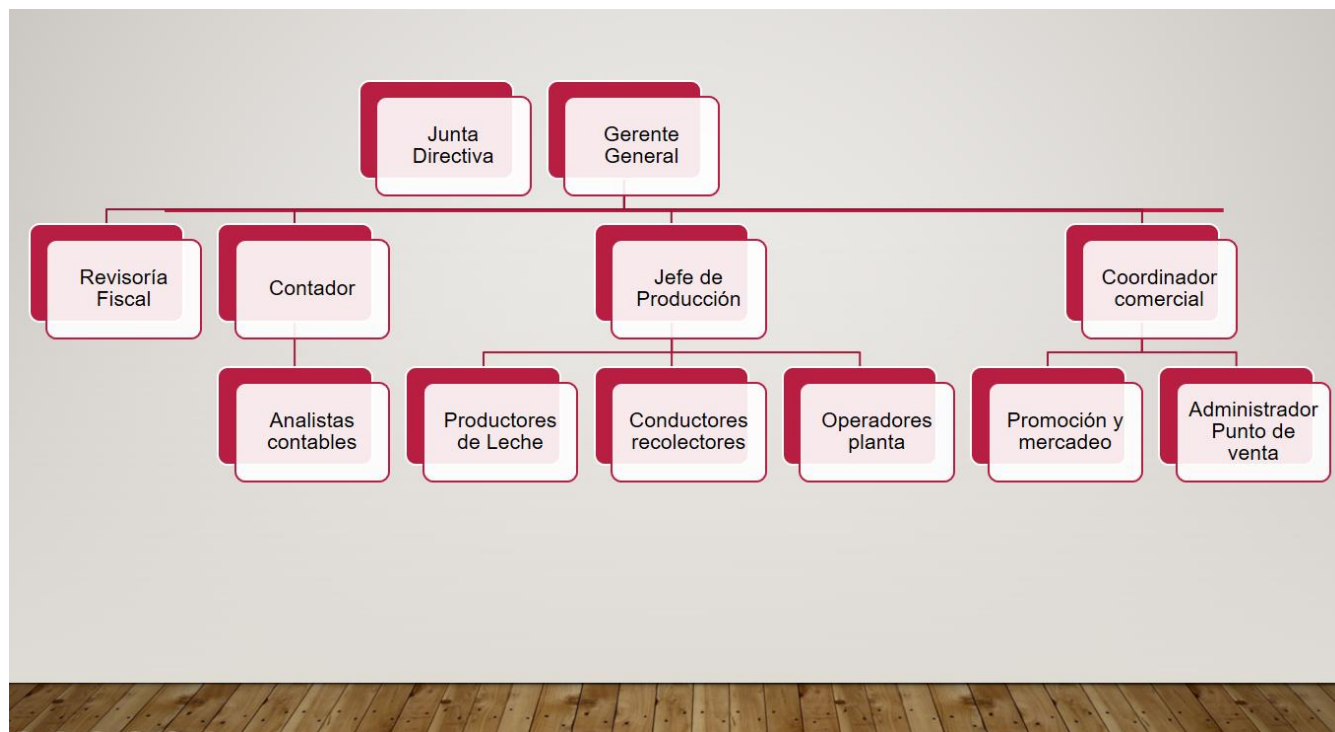 Junta
Directiva
Gerente
General
Revisoría
Fiscal
Contador
Jefe de
Producción
Coordinador
comercial
Analistas
contables
Productores
de Leche
Conductores
recolectores
Operadores
planta
Promoción y
mercadeo
Administrador
Punto de
venta